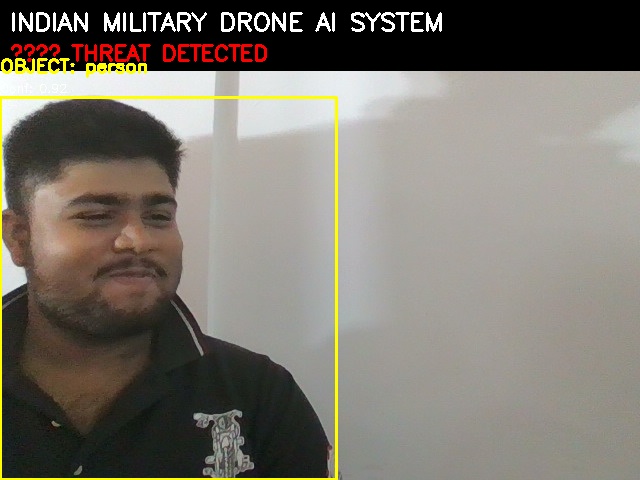 INDIAN MILITARY DRONE AI SYSTEM
???? THREAT DETECTED
OBJECT: person